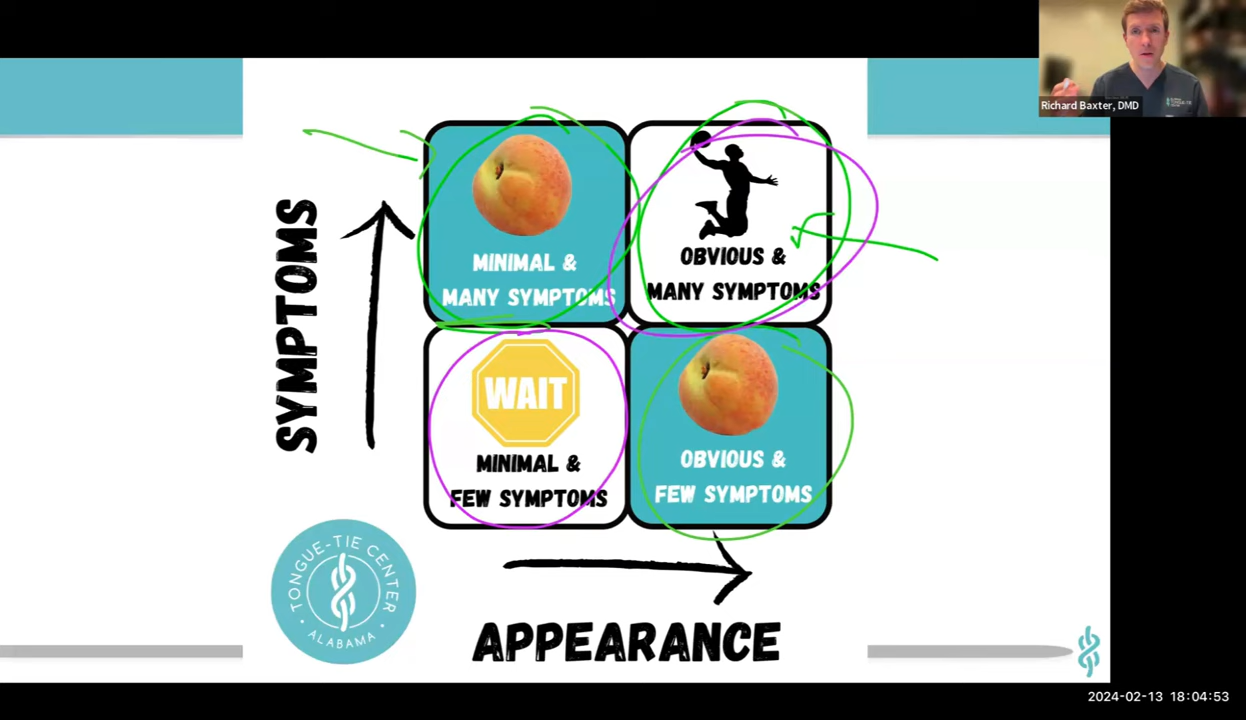 Richard Baxter, DMD
SYMPTOMS
MINIMAL &
MANY SYMPTOMS
OBVIOUS &
MANY SYMPTOMS
WAIT
MINIMAL &
FEW SYMPTOMS
OBVIOUS &
FEW SYMPTOMS
TONGUE-TIE CENTER
ALABAMA
APPEARANCE
2024-02-13 18:04:53